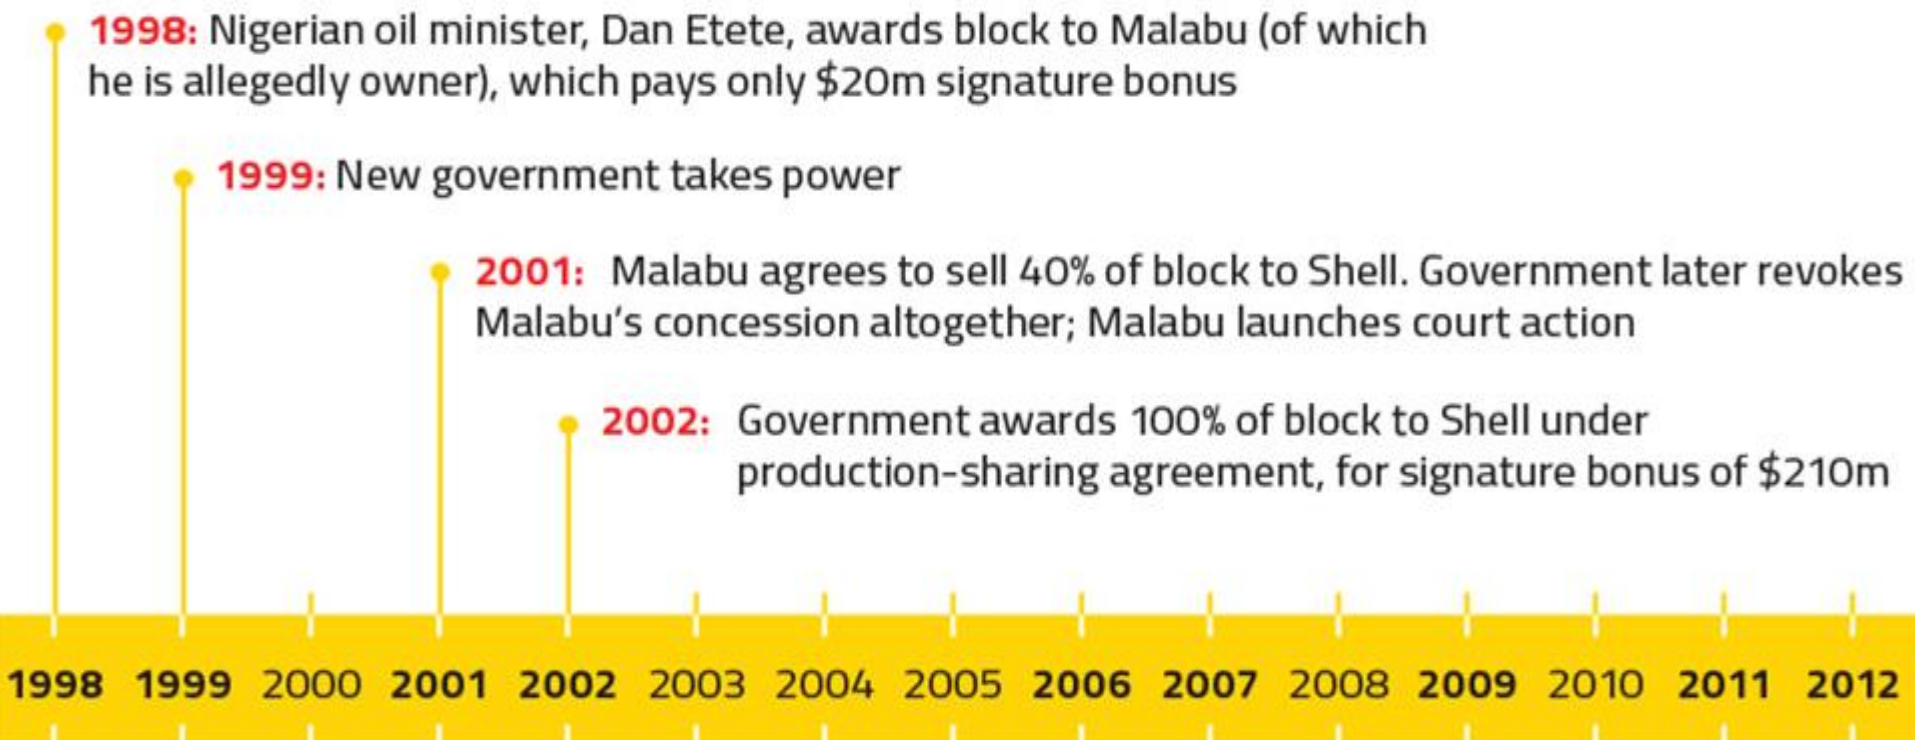 1998: Nigerian oil minister, Dan Etete, awards block to Malabu (of which
he is allegedly owner), which pays only $20m signature bonus
1999: New government takes power
2001: Malabu agrees to sell 40% of block to Shell. Government later revokes
Malabu's concession altogether; Malabu launches court action
2002: Government awards 100% of block to Shell under
production-sharing agreement, for signature bonus of $210m
1998 1999 2000 2001 2002 2003 2004 2005 2006 2007 2008 2009 2010 2011 2012